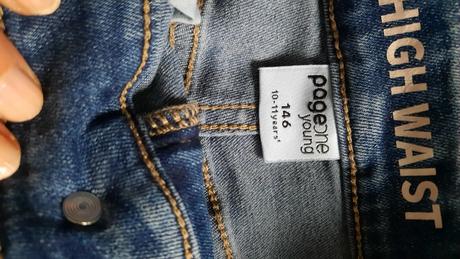 pageone
young
146
10-11years
HIGH WAIST